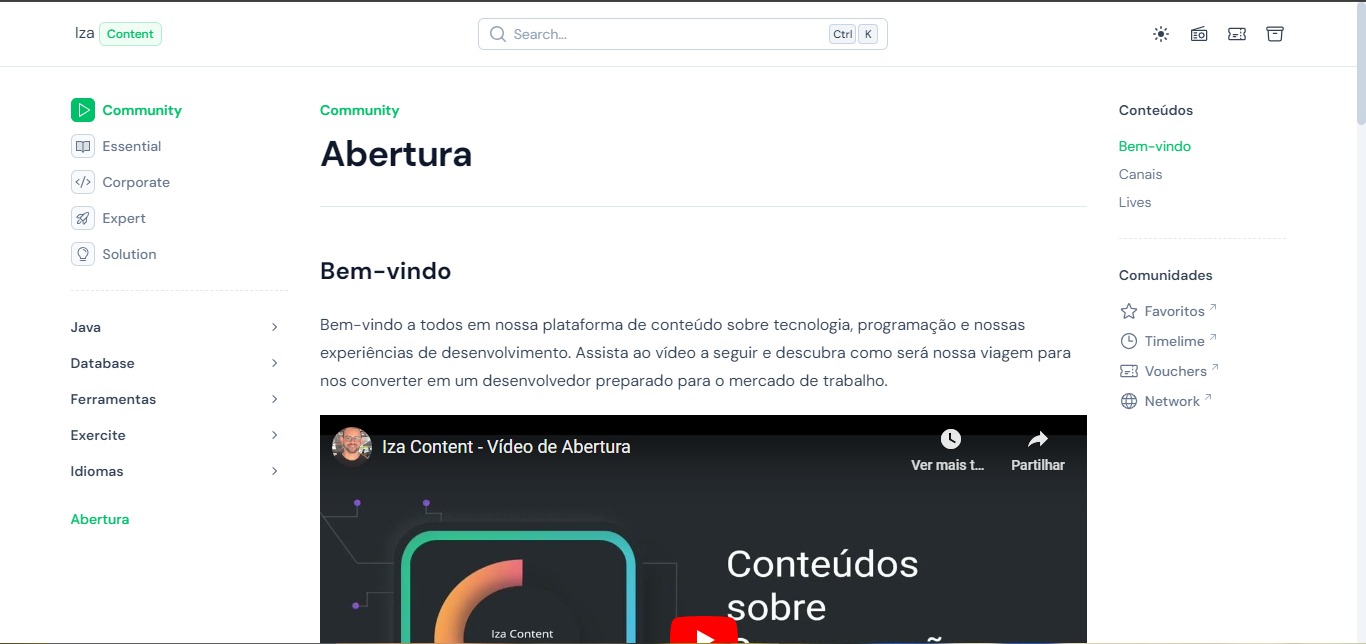 Iza Content
Search...
Ctrl K
Community
Essential
Corporate
Expert
Solution
Java
Database
Ferramentas
Exercite
Idiomas
Abertura
Community
Abertura
Bem-vindo
Bem-vindo a todos em nossa plataforma de conteúdo sobre tecnologia, programação e nossas
experiências de desenvolvimento. Assista ao vídeo a seguir e descubra como será nossa viagem para
nos converter em um desenvolvedor preparado para o mercado de trabalho.
Iza Content - Vídeo de Abertura
Ver mais t...
Partilhar
Conteúdos
sobre
Iza Content
Conteúdos
Bem-vindo
Canais
Lives
Comunidades
Favoritos
Timelime
Vouchers
Network